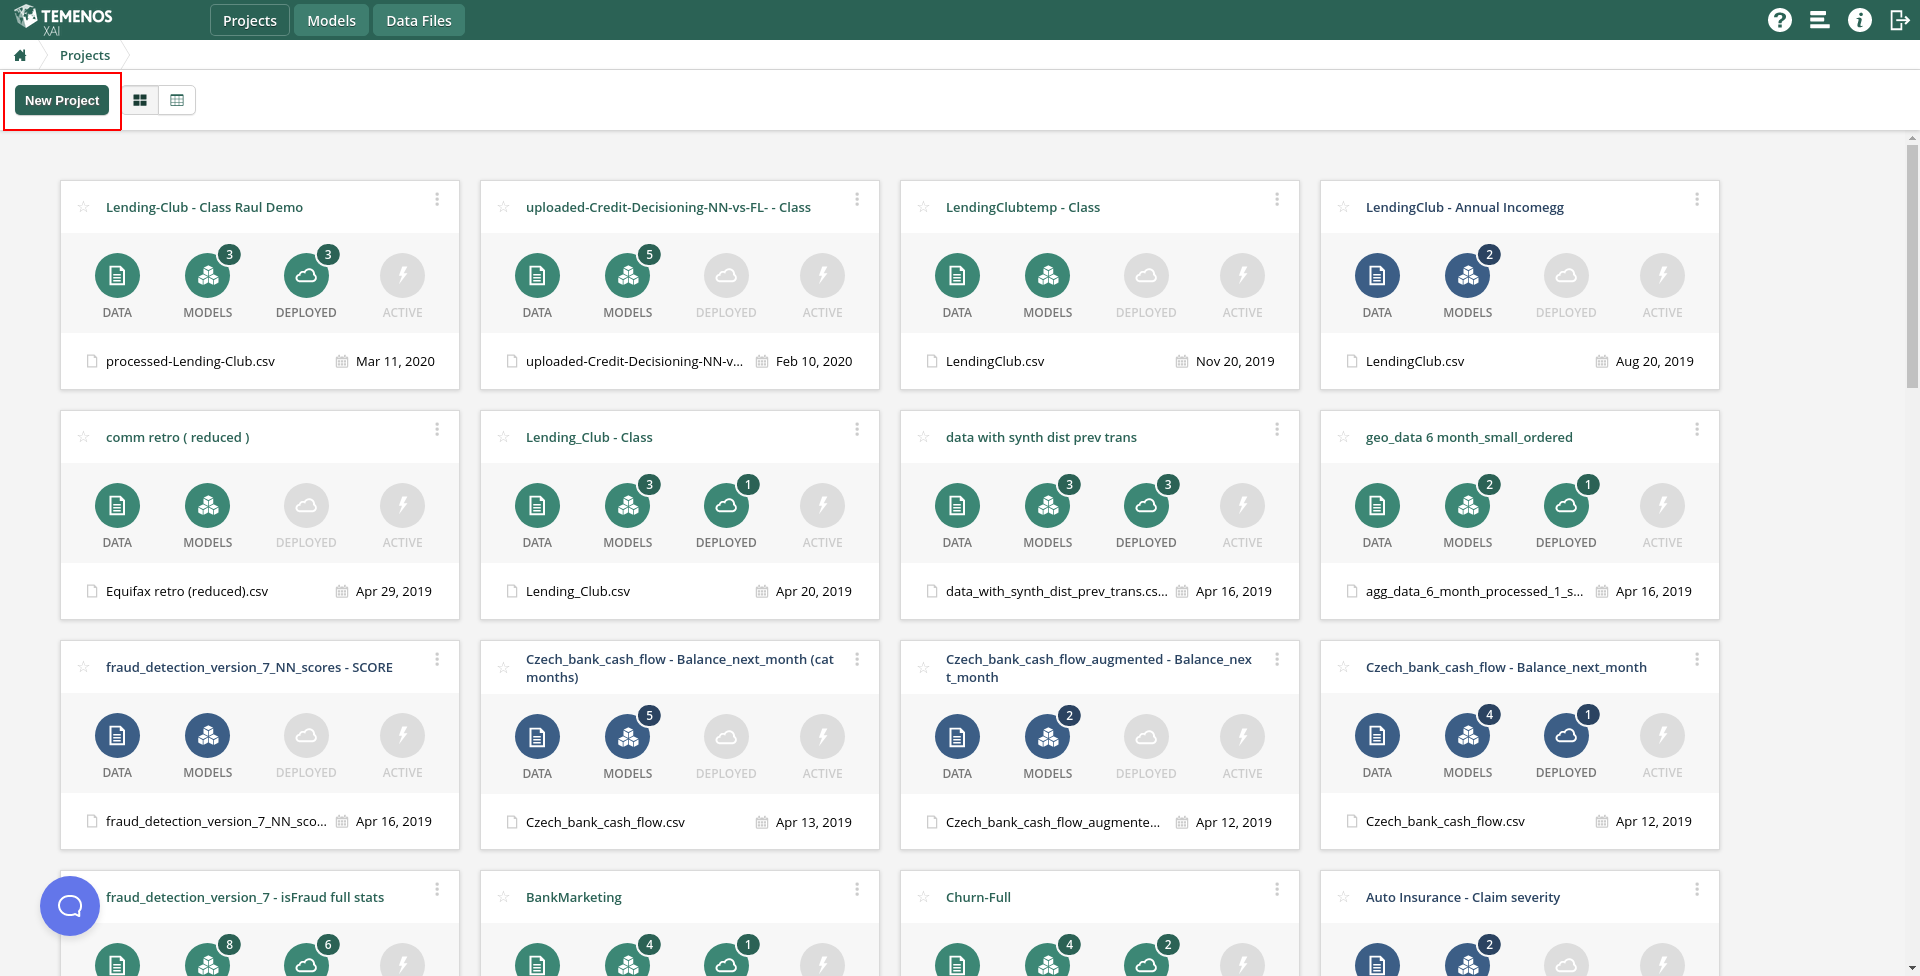 TEMENOS
XAI
Projects
Models
Data Files
?
i
Projects
New Project
Lending-Club - Class Raul Demo
3
3
DATA
MODELS
DEPLOYED
ACTIVE
processed-Lending-Club.csv
Mar 11, 2020
uploaded-Credit-Decisioning-NN-vs-FL- - Class
5
DATA
MODELS
DEPLOYED
ACTIVE
uploaded-Credit-Decisioning-NN-v...
Feb 10, 2020
LendingClubtemp - Class
DATA
MODELS
DEPLOYED
ACTIVE
LendingClub.csv
Nov 20, 2019
LendingClub - Annual Incomegg
2
DATA
MODELS
DEPLOYED
ACTIVE
LendingClub.csv
Aug 20, 2019
comm retro ( reduced )
DATA
MODELS
DEPLOYED
ACTIVE
Equifax retro (reduced).csv
Apr 29, 2019
Lending_Club - Class
3
1
DATA
MODELS
DEPLOYED
ACTIVE
Lending_Club.csv
Apr 20, 2019
data with synth dist prev trans
3
3
DATA
MODELS
DEPLOYED
ACTIVE
data_with_synth_dist_prev_trans.cs...
Apr 16, 2019
geo_data 6 month_small_ordered
2
1
DATA
MODELS
DEPLOYED
ACTIVE
agg_data_6_month_processed_1_s...
Apr 16, 2019
fraud_detection_version_7_NN_scores - SCORE
DATA
MODELS
DEPLOYED
ACTIVE
fraud_detection_version_7_NN_sco...
Apr 16, 2019
Czech_bank_cash_flow - Balance_next_month (cat
months)
5
DATA
MODELS
DEPLOYED
ACTIVE
Czech_bank_cash_flow.csv
Apr 13, 2019
Czech_bank_cash_flow_augmented - Balance_nex
t_month
2
DATA
MODELS
DEPLOYED
ACTIVE
Czech_bank_cash_flow_augmente...
Apr 12, 2019
Czech_bank_cash_flow - Balance_next_month
4
1
DATA
MODELS
DEPLOYED
ACTIVE
Czech_bank_cash_flow.csv
Apr 12, 2019
fraud_detection_version_7 - isFraud full stats
8
6
BankMarketing
4
1
Churn-Full
4
2
Auto Insurance - Claim severity
2